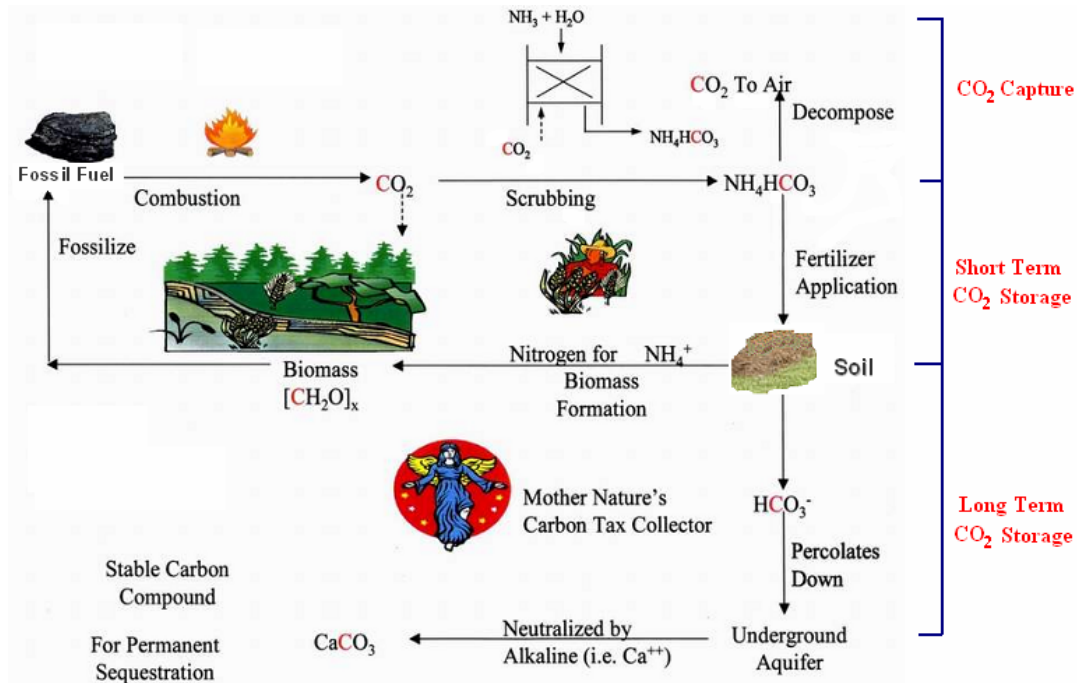 NH₃ + H₂O
CO₂ To Air
Decompose
CO₂ Capture
CO₂
NH₄HCO₃
Fossil Fuel
Combustion
CO₂
Scrubbing
NH₄HCO₃
Fossilize
Fertilizer
Application
Short Term
CO₂ Storage
Biomass
[CH₂O]ₓ
Nitrogen for NH₄⁺
Biomass
Formation
Soil
Mother Nature's
Carbon Tax Collector
HCO₃⁻
Long Term
CO₂ Storage
Percolates
Down
Stable Carbon
Compound
For Permanent
Sequestration
CaCO₃
Neutralized by
Alkaline (i.e. Ca⁺⁺)
Underground
Aquifer